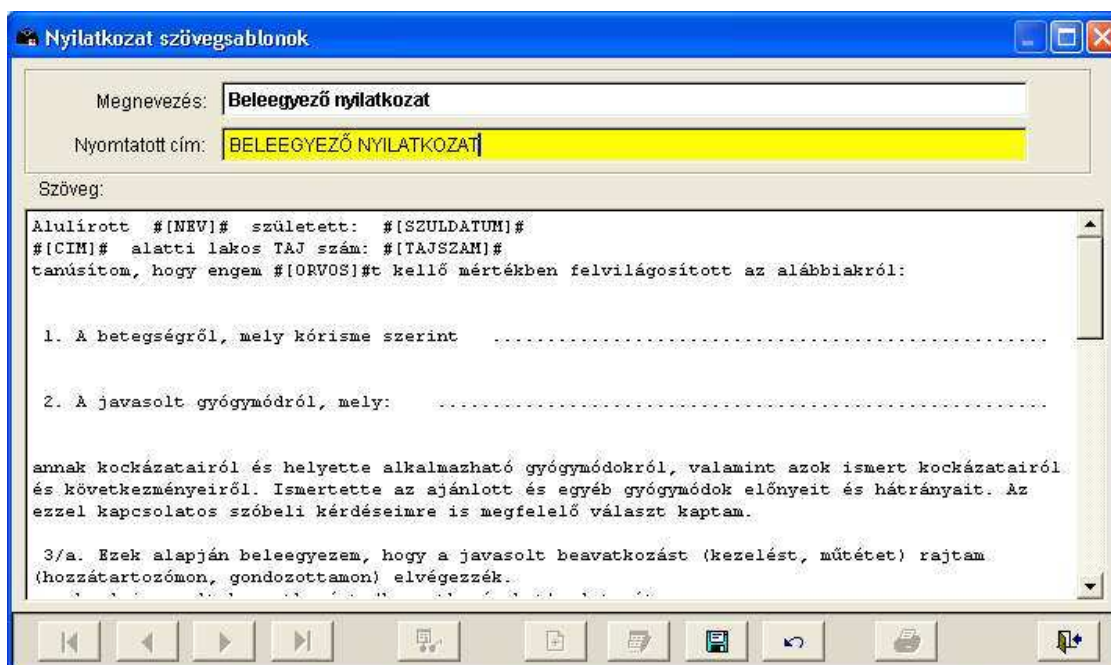 Nyilatkozat szövegsablonok
Megnevezés: Beleegyező nyilatkozat
Nyomtatott cím: BELEEGYEZŐ NYILATKOZAT
Szöveg:
Alulírott #[NEV]# született: #[SZULDATUM]#
#[CIM]# alatti lakos TAJ szám: #[TAJSZAM]#
tanúsítom, hogy engem #[ORVOS]#t kellő mértékben felvilágosított az alábbiakról:
1. A betegségről, mely kórisme szerint ..................................................
2. A javasolt gyógymódról, mely: .......................................................
annak kockázatairól és helyette alkalmazható gyógymódokról, valamint azok ismert kockázatairól
és következményeiről. Ismertette az ajánlott és egyéb gyógymódok előnyeit és hátrányait. Az
ezzel kapcsolatos szóbeli kérdéseimre is megfelelő választ kaptam.
3/a. Ezek alapján beleegyezem, hogy a javasolt beavatkozást (kezelést, műtétet) rajtam
(hozzátartozómon, gondozottamon) elvégezzék.